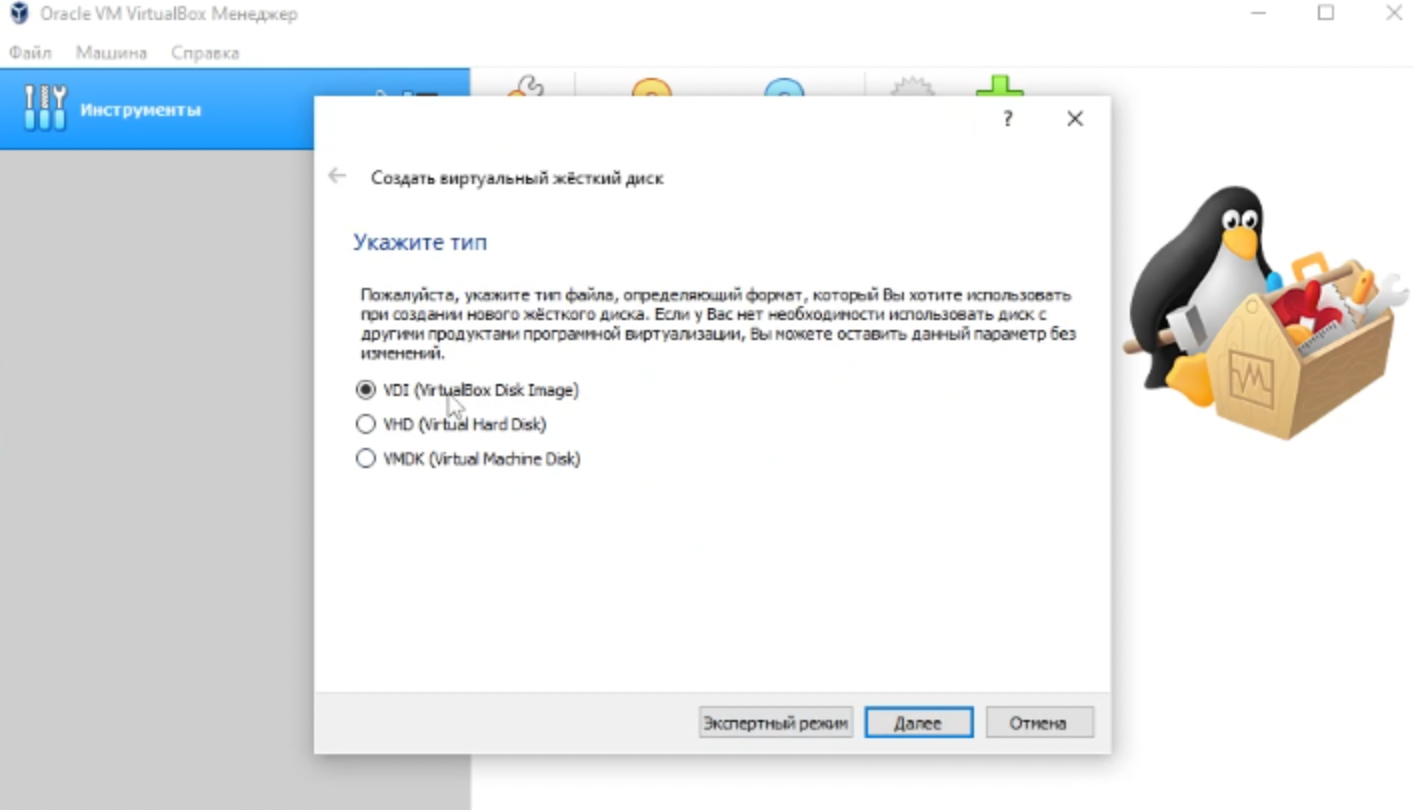 Oracle VM VirtualBox Менеджер
Файл Машина Справка
Инструменты
?
Создать виртуальный жёсткий диск
Укажите тип
Пожалуйста, укажите тип файла, определяющий формат, который Вы хотите использовать
при создании нового жёсткого диска. Если у Вас нет необходимости использовать диск с
другими продуктами программной виртуализации, Вы можете оставить данный параметр без
изменений.
VDI (VirtualBox Disk Image)
VHD (Virtual Hard Disk)
VMDK (Virtual Machine Disk)
Экспертный режим Далее Отмена